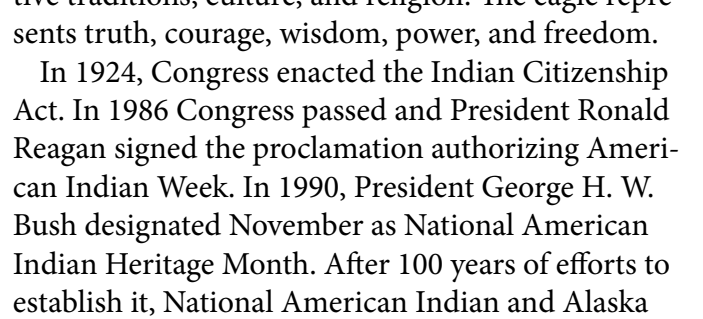 tive traditions, culture, and religion. The eagle repre-
sents truth, courage, wisdom, power, and freedom.
In 1924, Congress enacted the Indian Citizenship
Act. In 1986 Congress passed and President Ronald
Reagan signed the proclamation authorizing Ameri-
can Indian Week. In 1990, President George H. W.
Bush designated November as National American
Indian Heritage Month. After 100 years of efforts to
establish it, National American Indian and Alaska